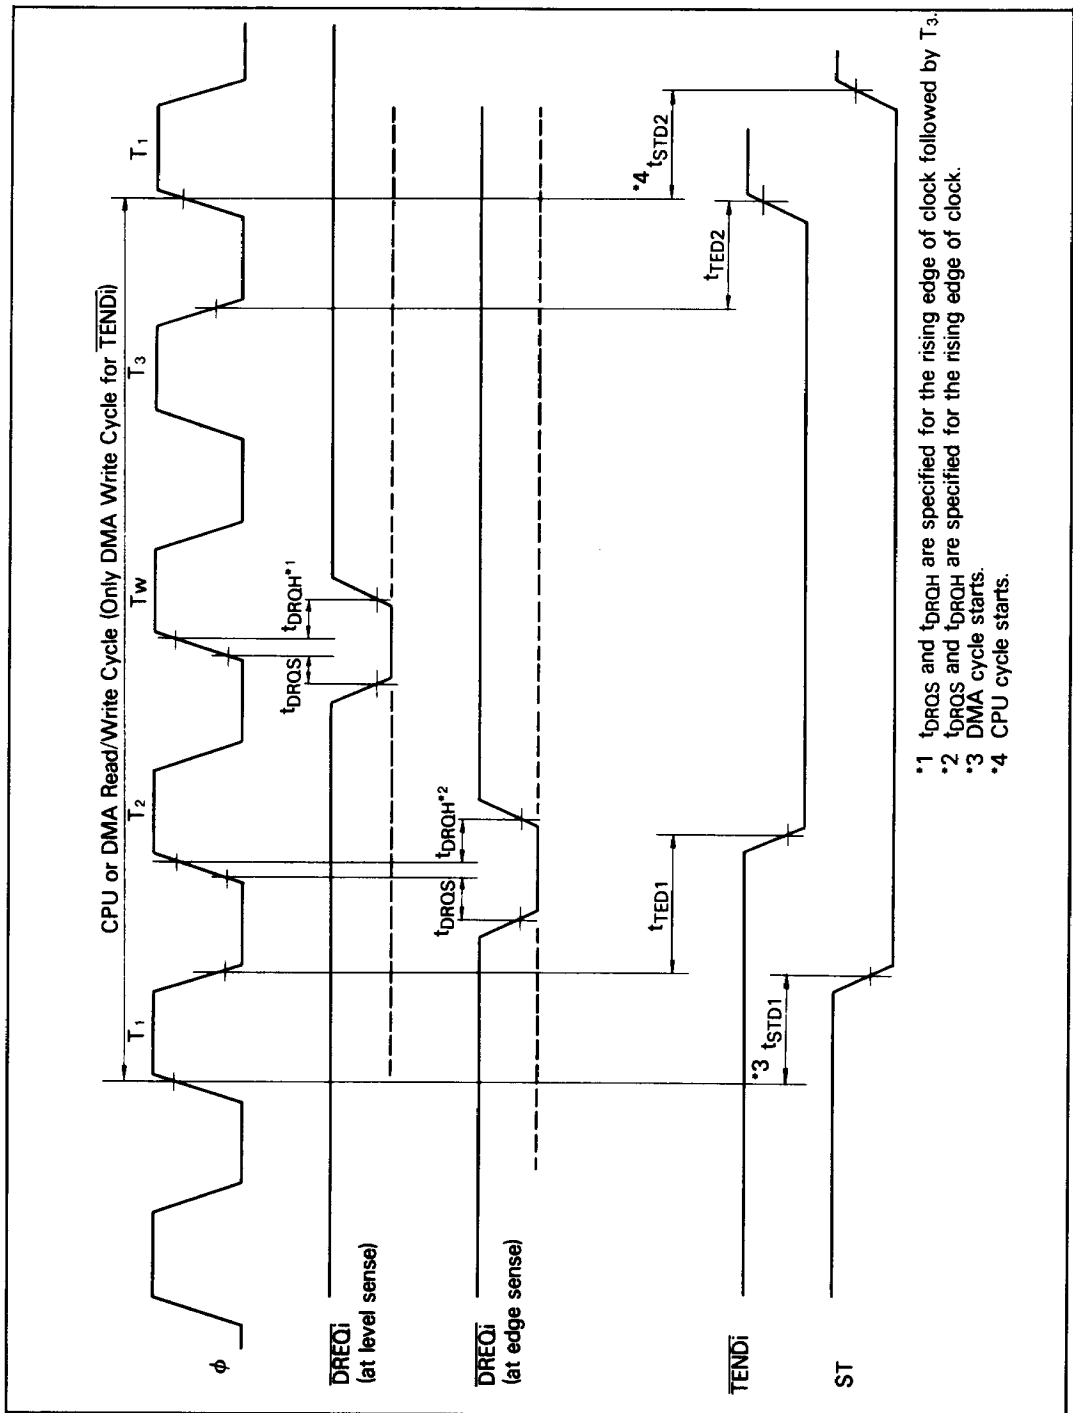 CPU or DMA Read/Write Cycle (Only DMA Write Cycle for TENDi)
T1
T2
TW
T3
T1
φ
DREQi
(at level sense)
tDRQS
tDRQH*1
DREQi
(at edge sense)
tDRQS
tDRQH*2
TENDi
tTED1
tTED2
ST
*3 tSTD1
*4 tSTD2
*1 tDRQS and tDRQH are specified for the rising edge of clock followed by T3.
*2 tDRQS and tDRQH are specified for the rising edge of clock.
*3 DMA cycle starts.
*4 CPU cycle starts.